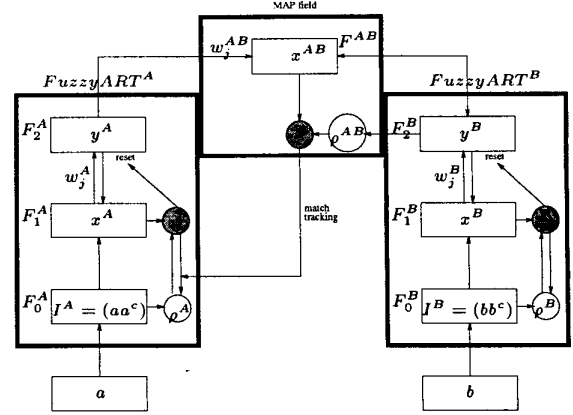 MAP field
w_j^{AB}
x^{AB}
F^{AB}
FuzzyART^A
FuzzyART^B
F_2^A
y^A
ρ^{AB}
F_2^B
y^B
reset
reset
w_j^A
w_j^B
F_1^A
x^A
match
tracking
F_1^B
x^B
F_0^A
I^A = (aa^c)
ρ^A
F_0^B
I^B = (bb^c)
ρ^B
a
b